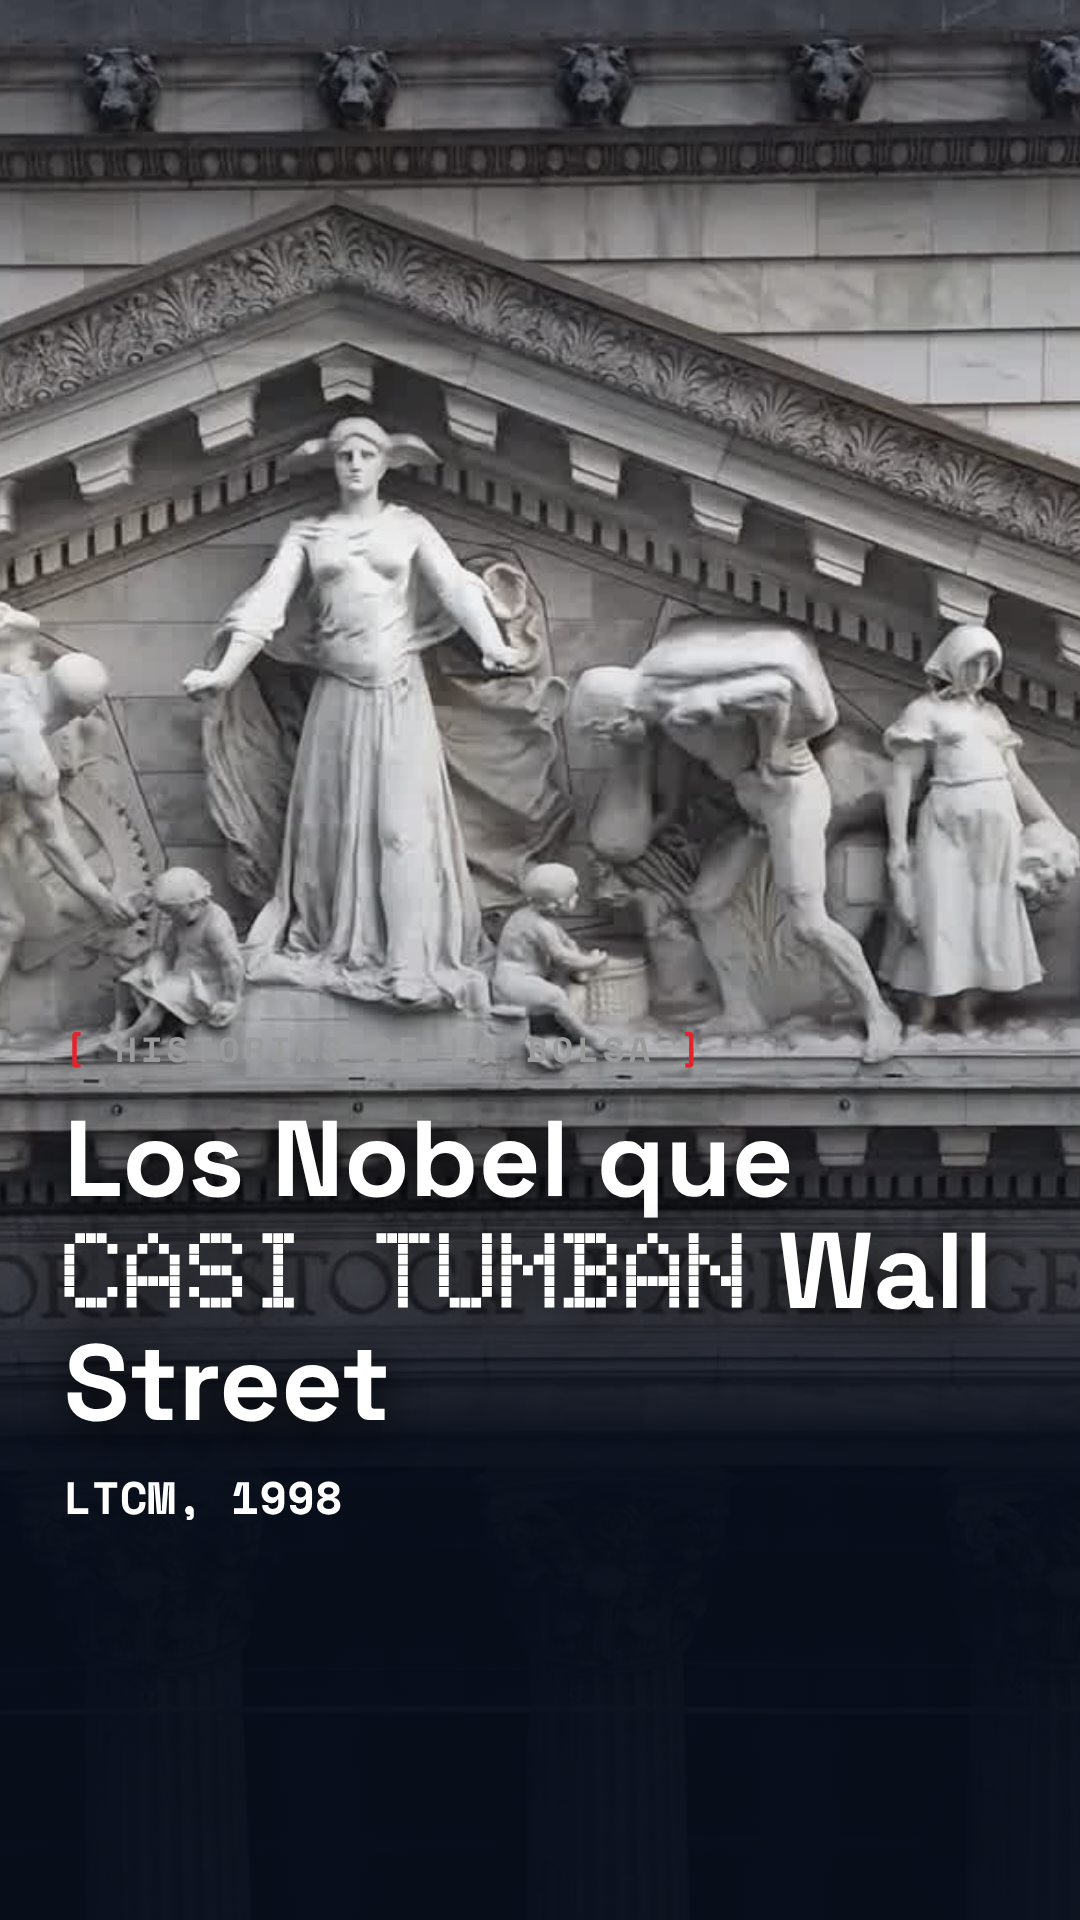 [ HISTORIAS DE LA BOLSA ]
Los Nobel que
CASI TUMBAN Wall
Street
LTCM, 1998